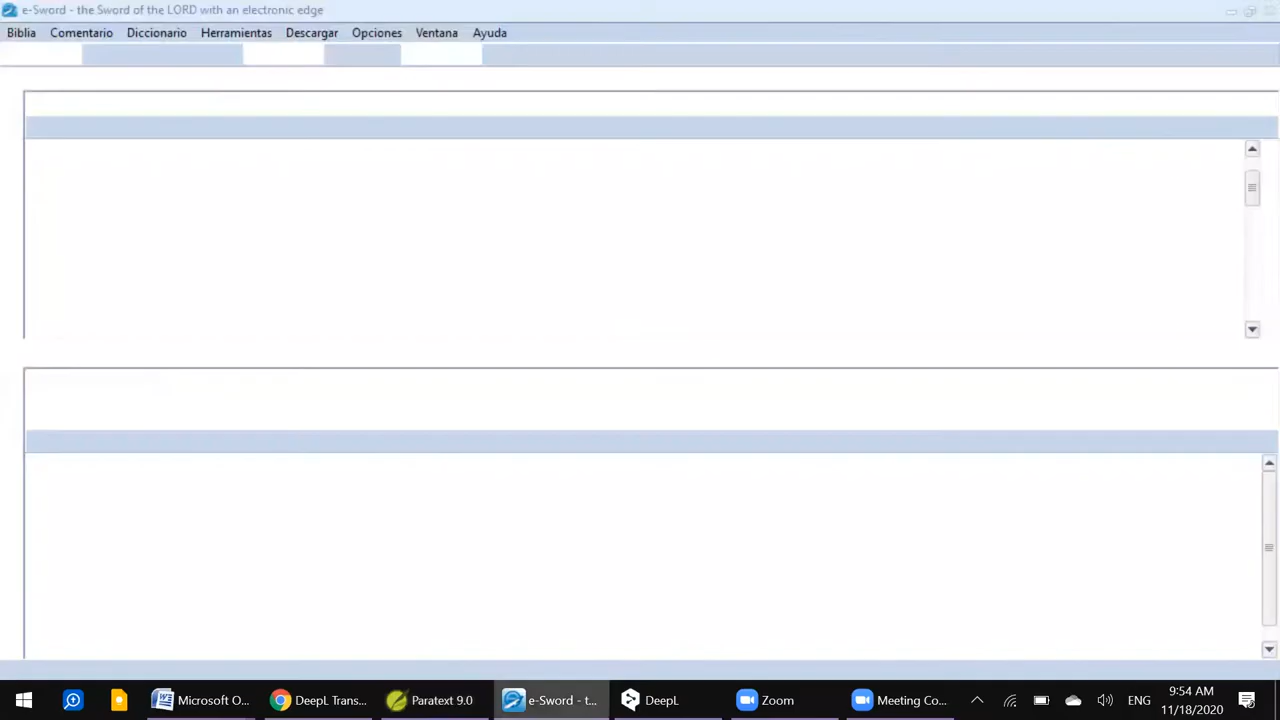 e-Sword - the Sword of the LORD with an electronic edge
Biblia Comentario Diccionario Herramientas Descargar Opciones Ventana Ayuda
Microsoft O... DeepL Trans... Paratext 9.0 e-Sword - t... DeepL Zoom Meeting Co... ENG 9:54 AM
11/18/2020